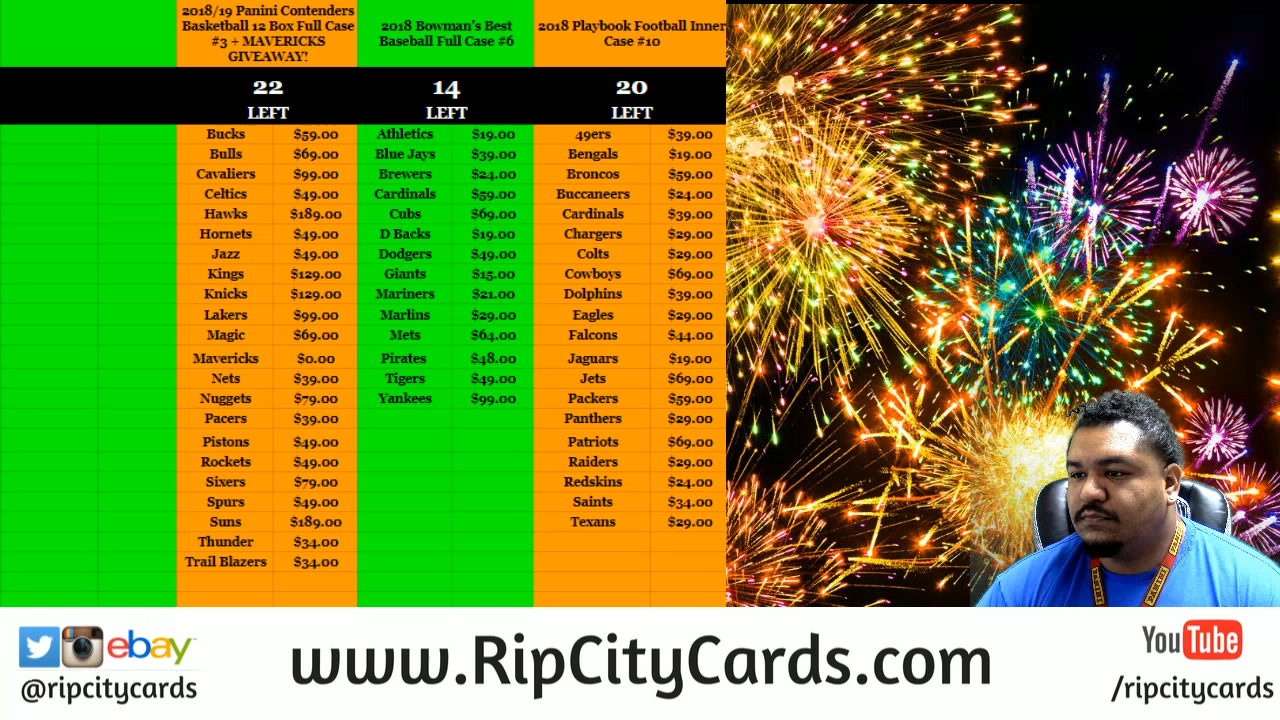 2018/19 Panini Contenders
Basketball 12 Box Full Case
#3 + MAVERICKS
GIVEAWAY!
22
LEFT
Bucks $59.00
Bulls $69.00
Cavaliers $99.00
Celtics $49.00
Hawks $189.00
Hornets $49.00
Jazz $49.00
Kings $129.00
Knicks $129.00
Lakers $99.00
Magic $69.00
Mavericks $0.00
Nets $39.00
Nuggets $79.00
Pacers $39.00
Pistons $49.00
Rockets $49.00
Sixers $79.00
Spurs $49.00
Suns $189.00
Thunder $34.00
Trail Blazers $34.00
2018 Bowman's Best
Baseball Full Case #6
14
LEFT
Athletics $19.00
Blue Jays $39.00
Brewers $24.00
Cardinals $59.00
Cubs $69.00
D Backs $19.00
Dodgers $49.00
Giants $15.00
Mariners $21.00
Marlins $29.00
Mets $64.00
Pirates $48.00
Tigers $49.00
Yankees $99.00
2018 Playbook Football Inner
Case #10
20
LEFT
49ers $39.00
Bengals $19.00
Broncos $59.00
Buccaneers $24.00
Cardinals $39.00
Chargers $29.00
Colts $29.00
Cowboys $69.00
Dolphins $39.00
Eagles $29.00
Falcons $44.00
Jaguars $19.00
Jets $69.00
Packers $59.00
Panthers $29.00
Patriots $69.00
Raiders $29.00
Redskins $24.00
Saints $34.00
Texans $29.00
ebay
@ripcitycards
www.RipCityCards.com
YouTube
/ripcitycards